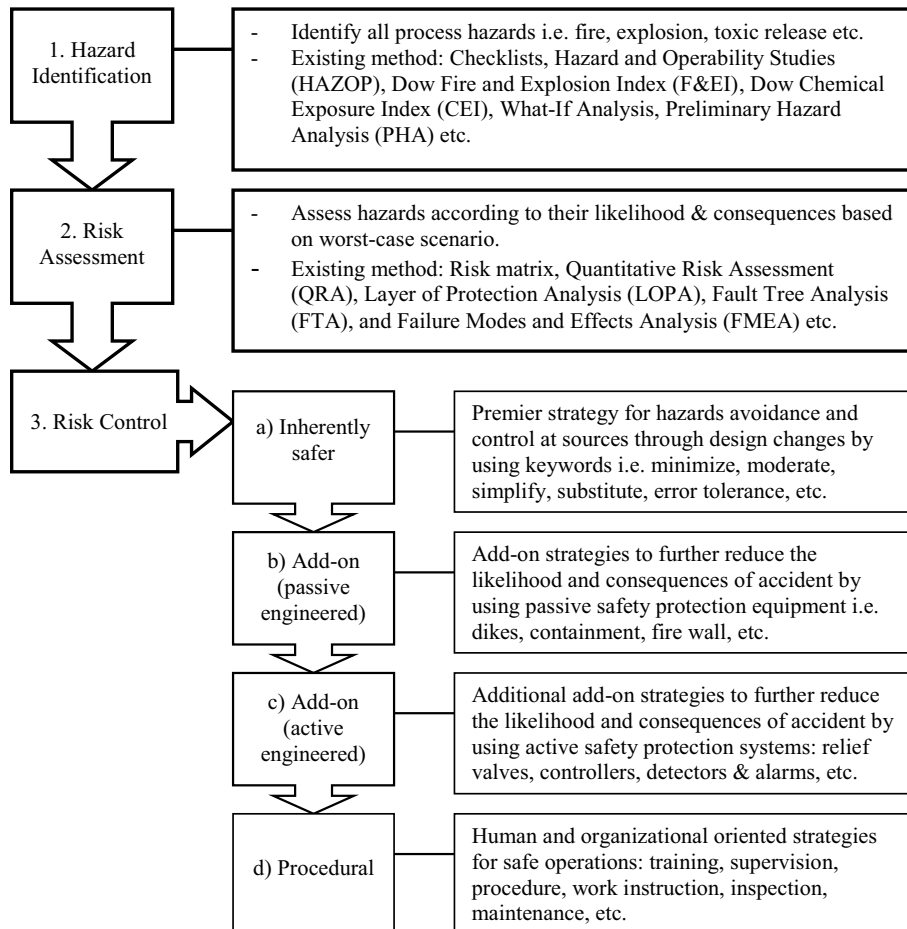 1. Hazard
Identification
- Identify all process hazards i.e. fire, explosion, toxic release etc.
- Existing method: Checklists, Hazard and Operability Studies
(HAZOP), Dow Fire and Explosion Index (F&EI), Dow Chemical
Exposure Index (CEI), What-If Analysis, Preliminary Hazard
Analysis (PHA) etc.
2. Risk
Assessment
- Assess hazards according to their likelihood & consequences based
on worst-case scenario.
- Existing method: Risk matrix, Quantitative Risk Assessment
(QRA), Layer of Protection Analysis (LOPA), Fault Tree Analysis
(FTA), and Failure Modes and Effects Analysis (FMEA) etc.
3. Risk Control
a) Inherently
safer
Premier strategy for hazards avoidance and
control at sources through design changes by
using keywords i.e. minimize, moderate,
simplify, substitute, error tolerance, etc.
b) Add-on
(passive
engineered)
Add-on strategies to further reduce the
likelihood and consequences of accident by
using passive safety protection equipment i.e.
dikes, containment, fire wall, etc.
c) Add-on
(active
engineered)
Additional add-on strategies to further reduce
the likelihood and consequences of accident by
using active safety protection systems: relief
valves, controllers, detectors & alarms, etc.
d) Procedural
Human and organizational oriented strategies
for safe operations: training, supervision,
procedure, work instruction, inspection,
maintenance, etc.